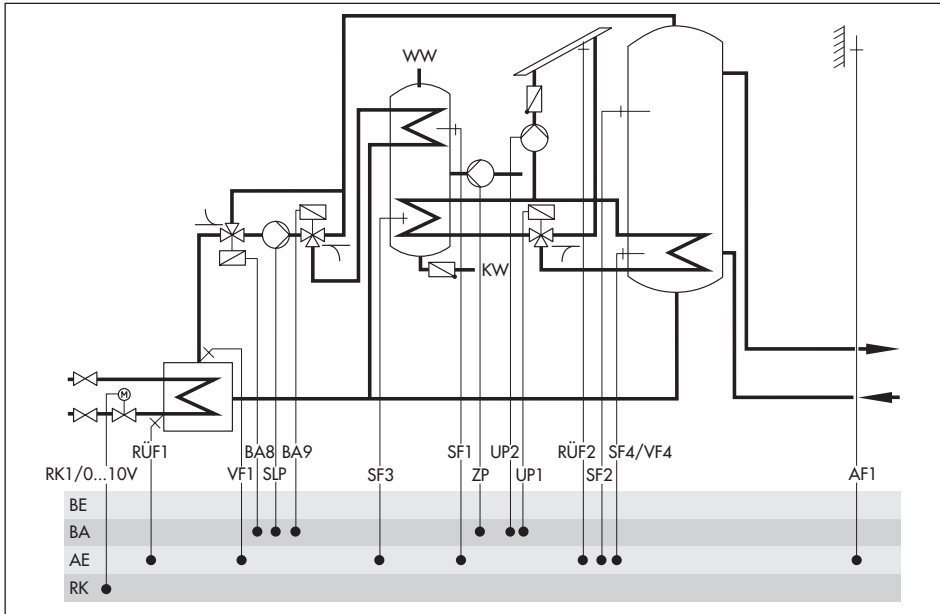 WW
KW
M
RÜF1 BA8 BA9 SF1 UP2 RÜF2 SF4/VF4
RK1/0...10V VF1 SLP SF3 ZP UP1 SF2 AF1
BE
BA
AE
RK